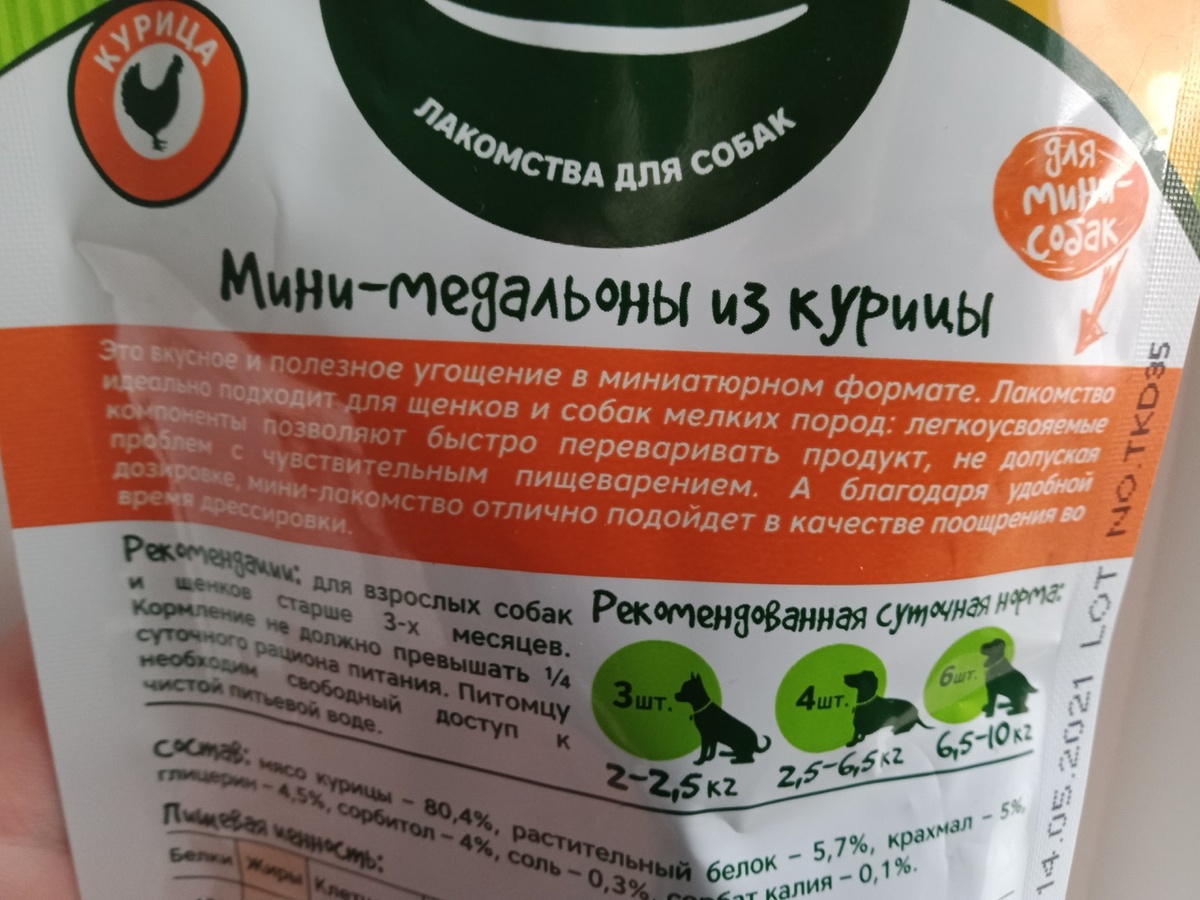 КУРИЦА
ЛАКОМСТВА ДЛЯ СОБАК
для
мини-
собак
Мини-медальоны из курицы
Это вкусное и полезное угощение в миниатюрном формате. Лакомство
идеально подходит для щенков и собак мелких пород: легкоусвояемые
компоненты позволяют быстро переваривать продукт, не допуская
проблем с чувствительным пищеварением. А благодаря удобной
дозировке, мини-лакомство отлично подойдет в качестве поощрения во
время дрессировки.
Рекомендации: для взрослых собак
и щенков старше 3-х месяцев.
Кормление не должно превышать ¼
суточного рациона питания. Питомцу
необходим свободный доступ к
чистой питьевой воде.
Рекомендованная суточная норма:
3шт.
4шт.
6шт.
2-2,5кг
2,5-6,5кг
6,5-10кг
Состав: мясо курицы – 80,4%, растительный белок – 5,7%, крахмал – 5%,
глицерин – 4,5%, сорбитол – 4%, соль – 0,3%, сорбат калия – 0,1%.
Пищевая ценность:
Белки Жиры
14.05.2021 LOT NO.TKD35